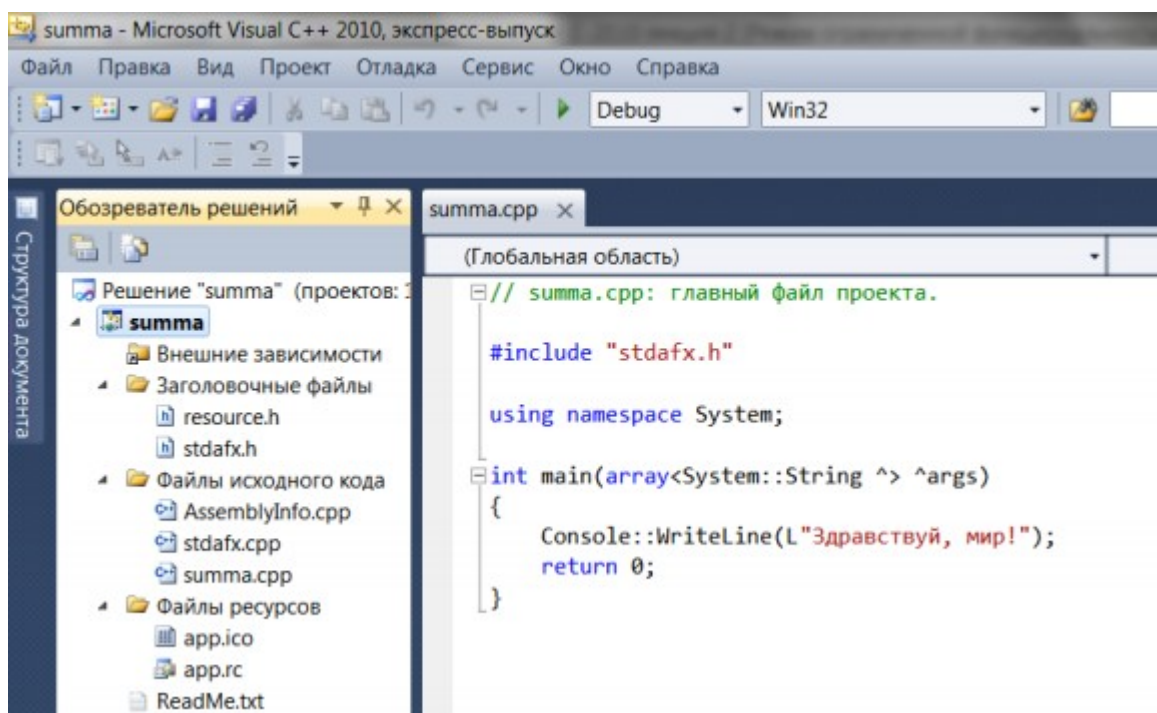 summa - Microsoft Visual C++ 2010, экспресс-выпуск
Файл Правка Вид Проект Отладка Сервис Окно Справка
Debug Win32
Структура документа
Обозреватель решений
Решение "summa" (проектов: 1
summa
Внешние зависимости
Заголовочные файлы
resource.h
stdafx.h
Файлы исходного кода
AssemblyInfo.cpp
stdafx.cpp
summa.cpp
Файлы ресурсов
app.ico
app.rc
ReadMe.txt
summa.cpp
(Глобальная область)
// summa.cpp: главный файл проекта.
#include "stdafx.h"
using namespace System;
int main(array<System::String ^> ^args)
{
Console::WriteLine(L"Здравствуй, мир!");
return 0;
}